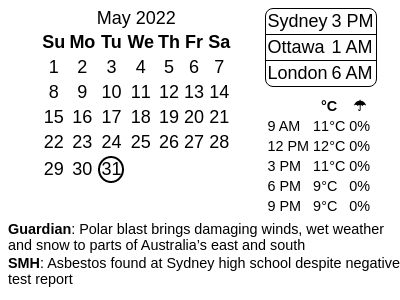 May 2022
Su Mo Tu We Th Fr Sa
1 2 3 4 5 6 7
8 9 10 11 12 13 14
15 16 17 18 19 20 21
22 23 24 25 26 27 28
29 30 31
Sydney 3 PM
Ottawa 1 AM
London 6 AM
°C ☂
9 AM 11°C 0%
12 PM 12°C 0%
3 PM 11°C 0%
6 PM 9°C 0%
9 PM 9°C 0%
Guardian: Polar blast brings damaging winds, wet weather
and snow to parts of Australia’s east and south
SMH: Asbestos found at Sydney high school despite negative
test report